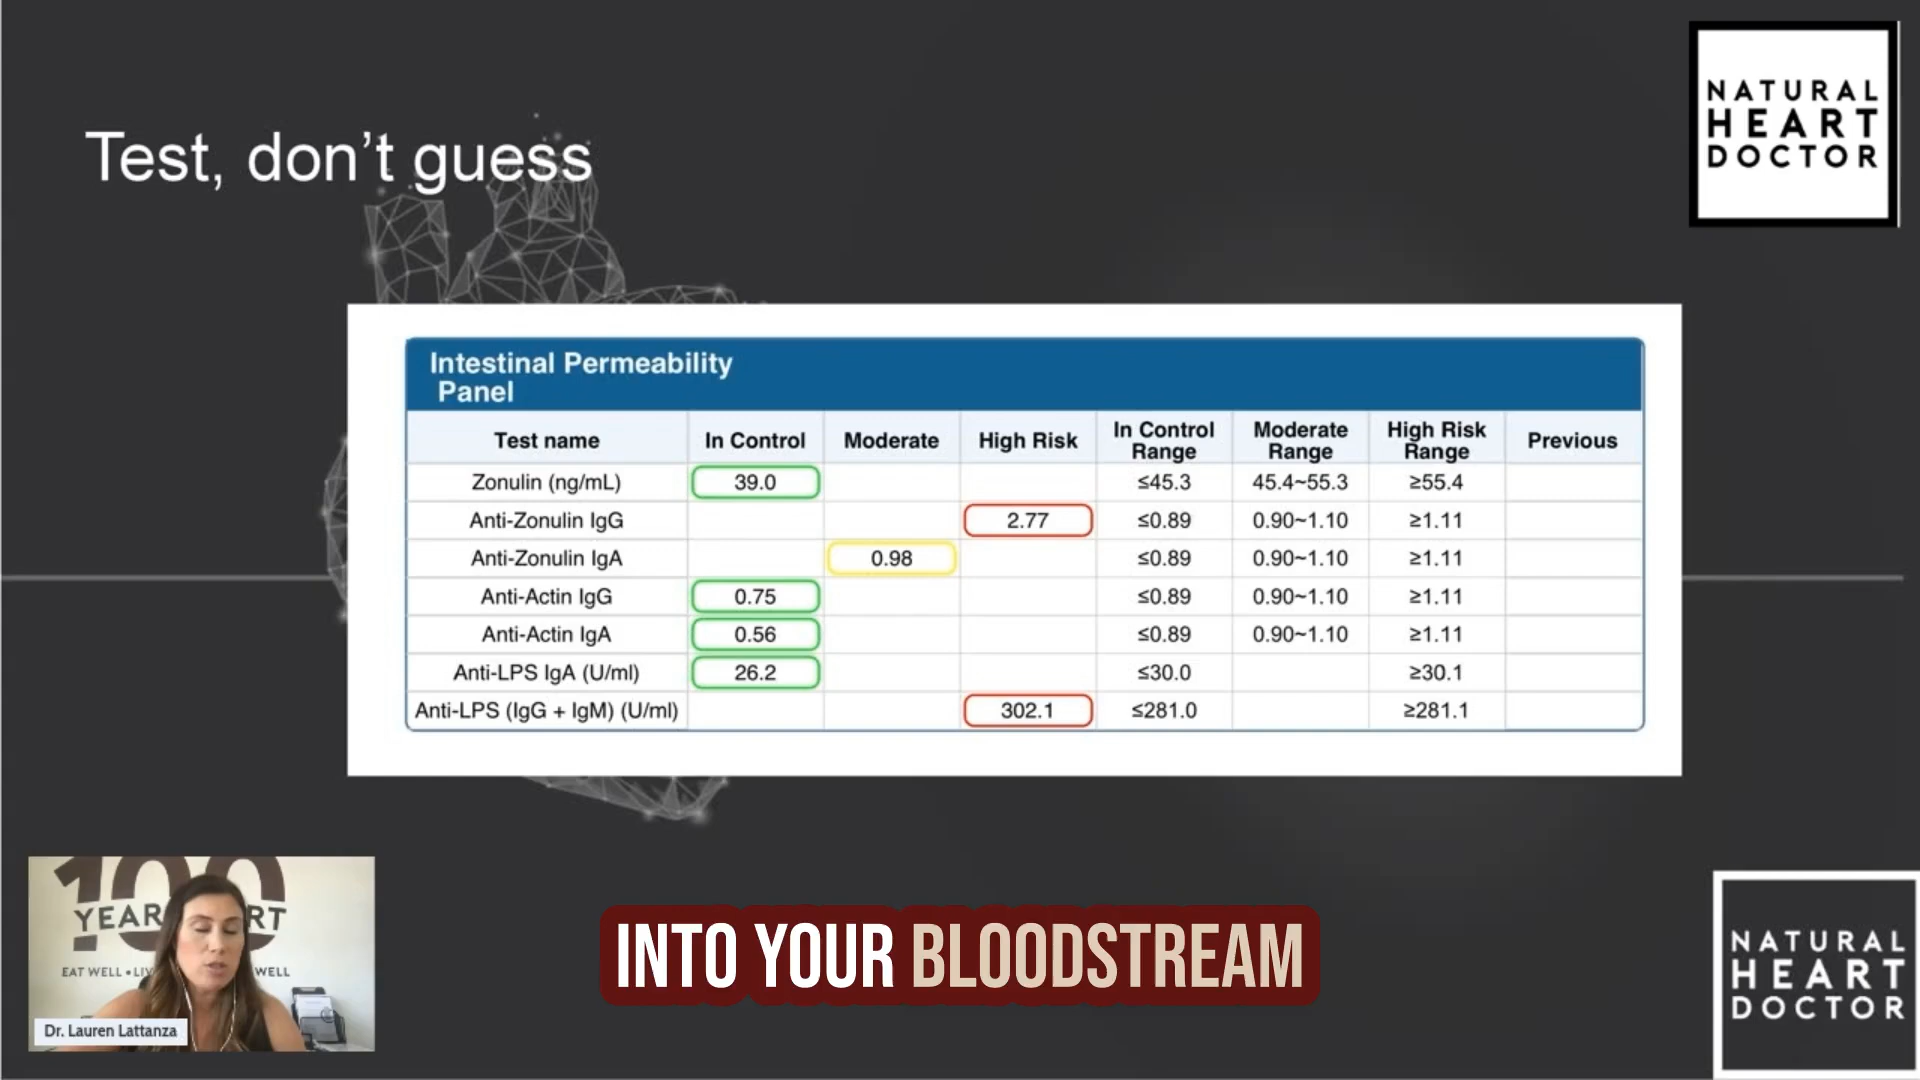 NATURAL
HEART
DOCTOR
Test, don’t guess
Intestinal Permeability
Panel
Test name In Control Moderate High Risk In Control Range Moderate Range High Risk Range Previous
Zonulin (ng/mL) 39.0 ≤45.3 45.4~55.3 ≥55.4
Anti-Zonulin IgG 2.77 ≤0.89 0.90~1.10 ≥1.11
Anti-Zonulin IgA 0.98 ≤0.89 0.90~1.10 ≥1.11
Anti-Actin IgG 0.75 ≤0.89 0.90~1.10 ≥1.11
Anti-Actin IgA 0.56 ≤0.89 0.90~1.10 ≥1.11
Anti-LPS IgA (U/ml) 26.2 ≤30.0 ≥30.1
Anti-LPS (IgG + IgM) (U/ml) 302.1 ≤281.0 ≥281.1
100
YEAR RT
EAT WELL • LIV WELL
Dr. Lauren Lattanza
INTO YOUR BLOODSTREAM
NATURAL
HEART
DOCTOR